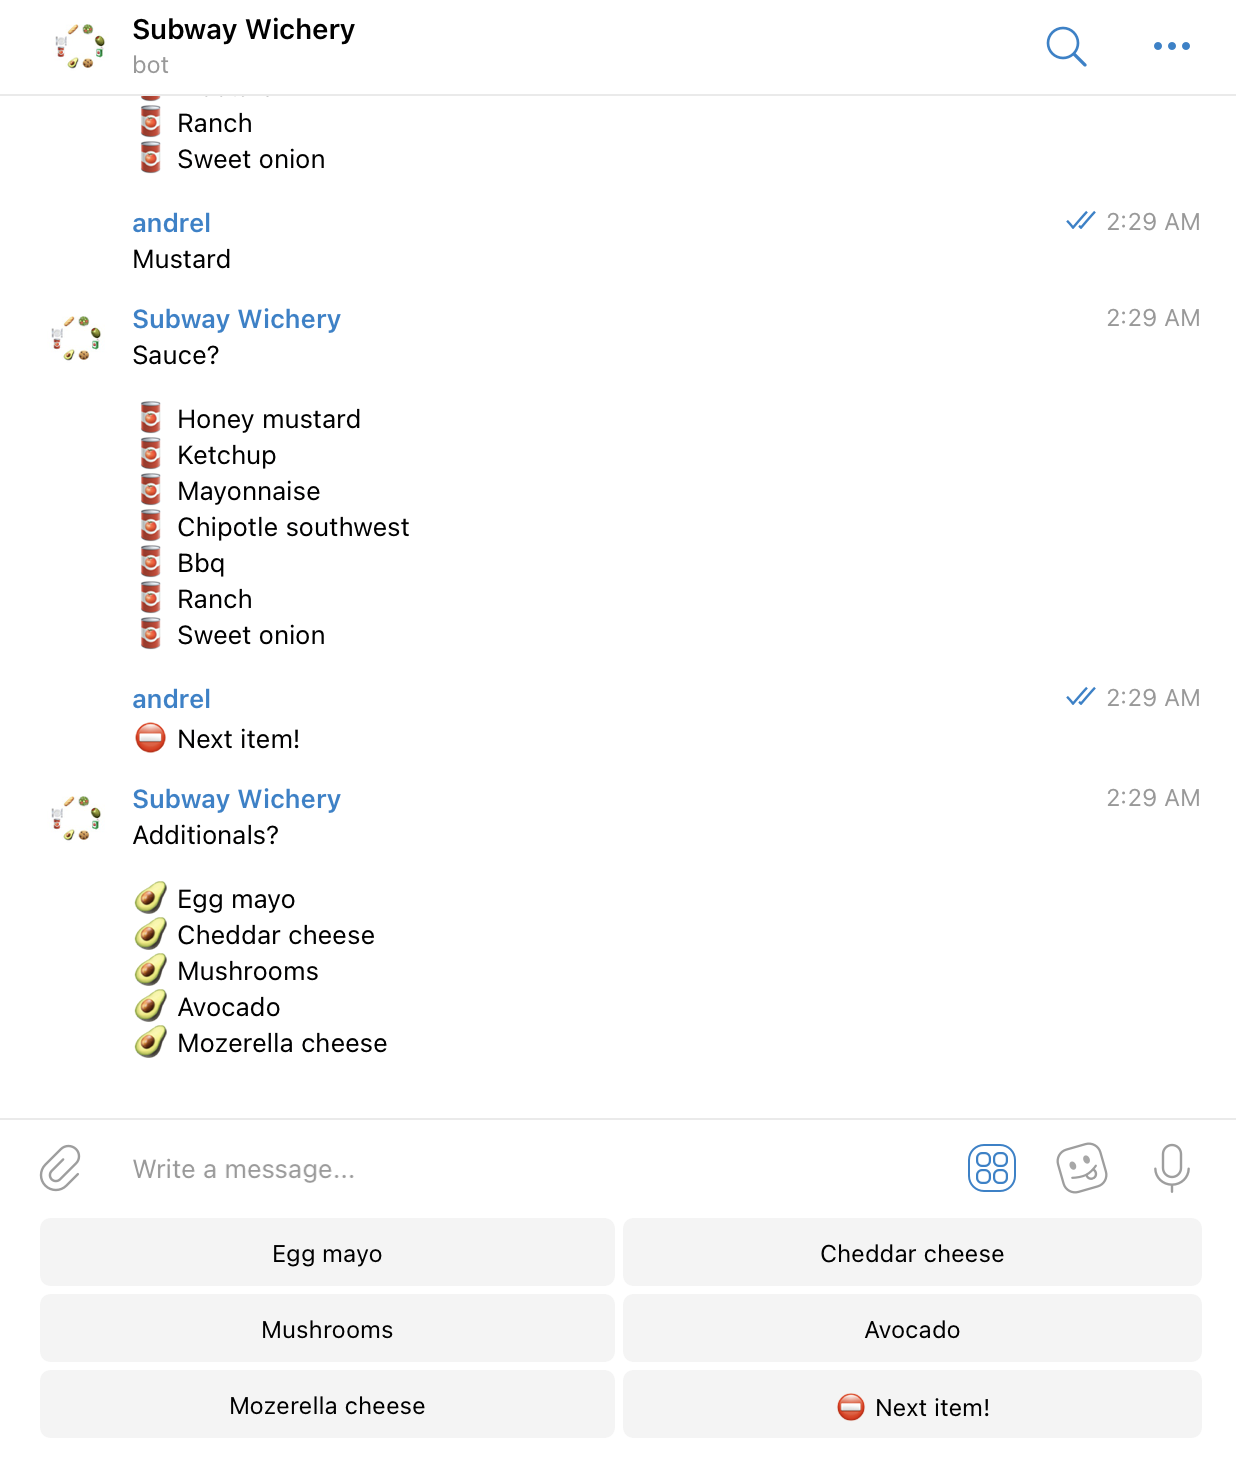 Subway Wichery
bot
Ranch
Sweet onion
andrel
2:29 AM
Mustard
Subway Wichery
2:29 AM
Sauce?
Honey mustard
Ketchup
Mayonnaise
Chipotle southwest
Bbq
Ranch
Sweet onion
andrel
2:29 AM
Next item!
Subway Wichery
2:29 AM
Additionals?
Egg mayo
Cheddar cheese
Mushrooms
Avocado
Mozerella cheese
Write a message...
Egg mayo
Cheddar cheese
Mushrooms
Avocado
Mozerella cheese
Next item!